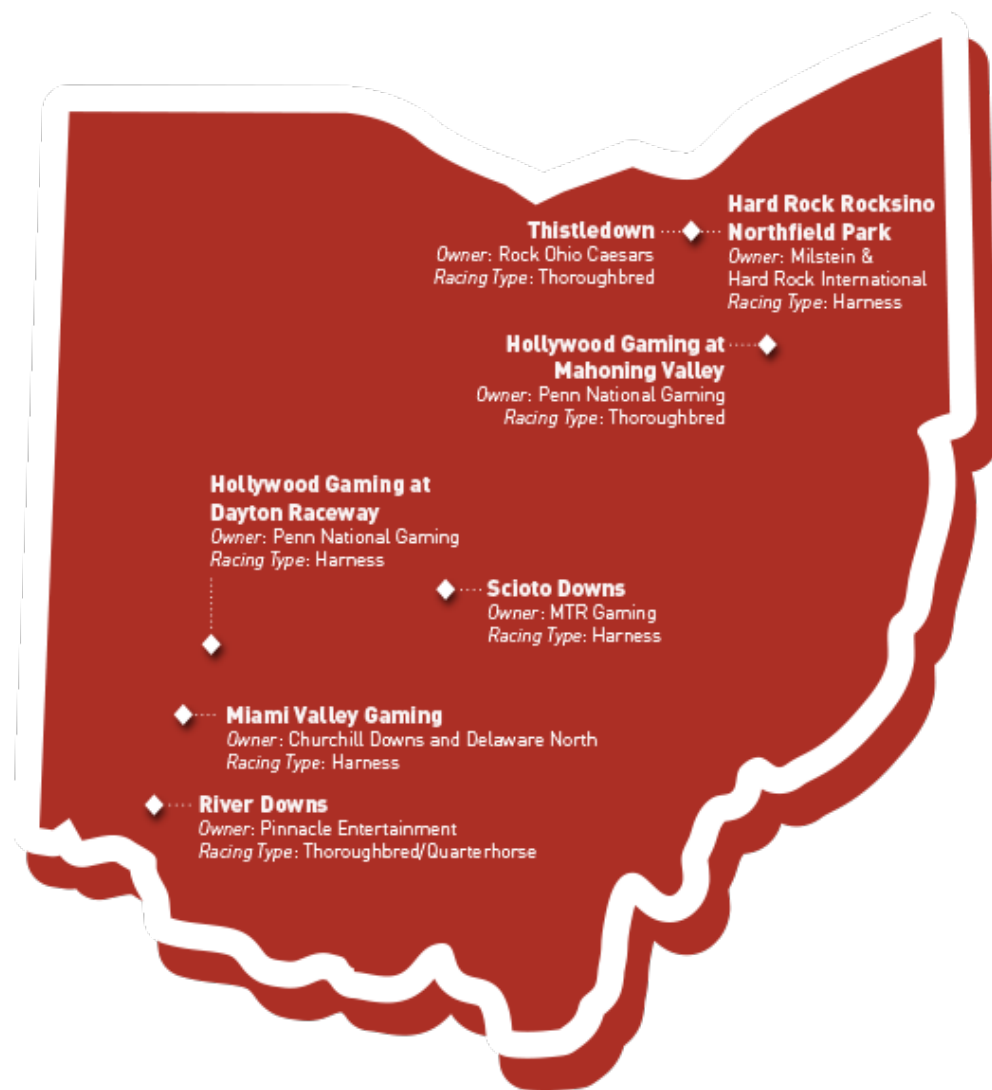 Thistledown
Owner: Rock Ohio Caesars
Racing Type: Thoroughbred
Hard Rock Rocksino
Northfield Park
Owner: Milstein &
Hard Rock International
Racing Type: Harness
Hollywood Gaming at
Mahoning Valley
Owner: Penn National Gaming
Racing Type: Thoroughbred
Hollywood Gaming at
Dayton Raceway
Owner: Penn National Gaming
Racing Type: Harness
Scioto Downs
Owner: MTR Gaming
Racing Type: Harness
Miami Valley Gaming
Owner: Churchill Downs and Delaware North
Racing Type: Harness
River Downs
Owner: Pinnacle Entertainment
Racing Type: Thoroughbred/Quarterhorse